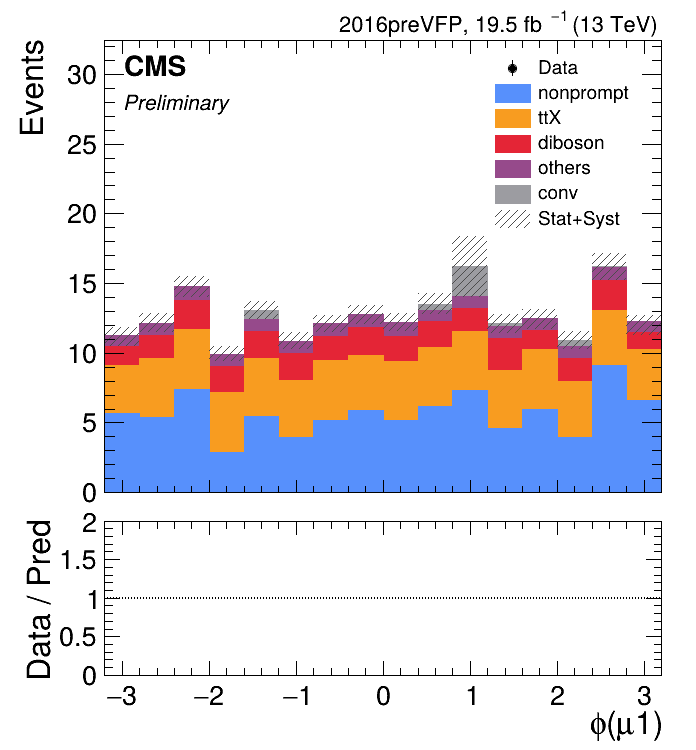 2016preVFP, 19.5 fb⁻¹ (13 TeV)
CMS
Preliminary
Events
30
25
20
15
10
5
0
Data
nonprompt
ttX
diboson
others
conv
Stat+Syst
Data / Pred
2
1.5
1
0.5
0
−3 −2 −1 0 1 2 3
ϕ(μ1)